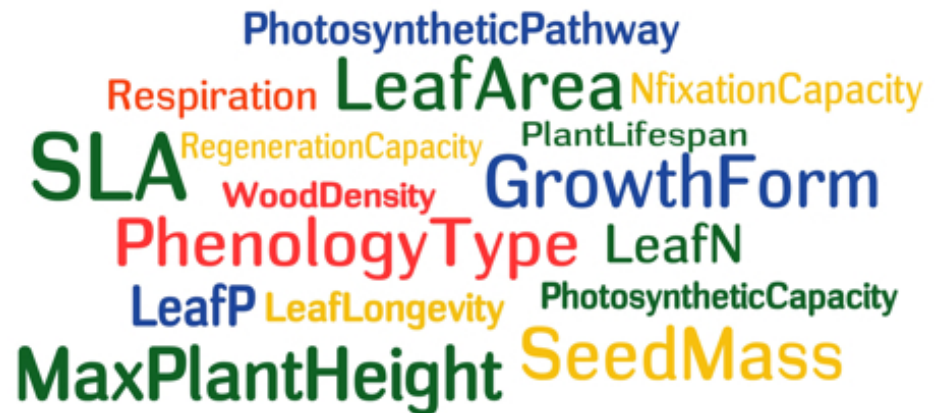 PhotosyntheticPathway
Respiration LeafArea NfixationCapacity
SLA RegenerationCapacity PlantLifespan
WoodDensity GrowthForm
PhenologyType LeafN
LeafP LeafLongevity PhotosyntheticCapacity
MaxPlantHeight SeedMass